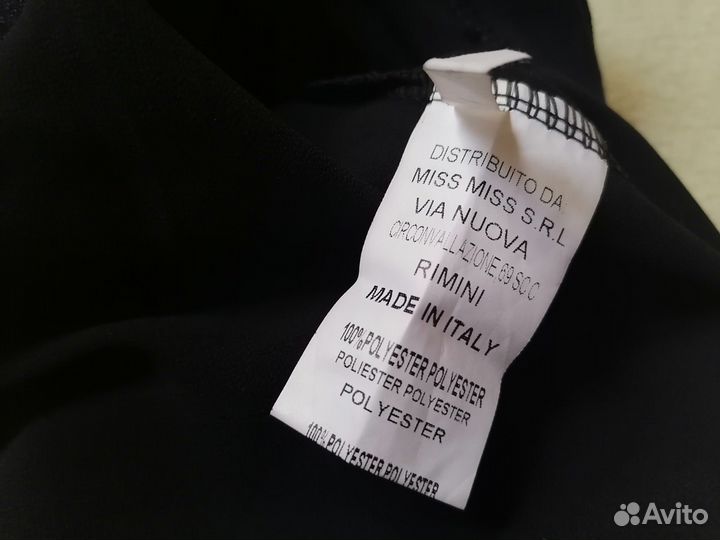 DISTRIBUITO DA
MISS MISS S.R.L
VIA NUOVA
CIRCONVALLAZIONE,69 SC.C
RIMINI
MADE IN ITALY
100%POLYESTER POLYESTER
POLIESTER POLYESTER
POLYESTER
100%POLYESTER POLYESTER
Avito